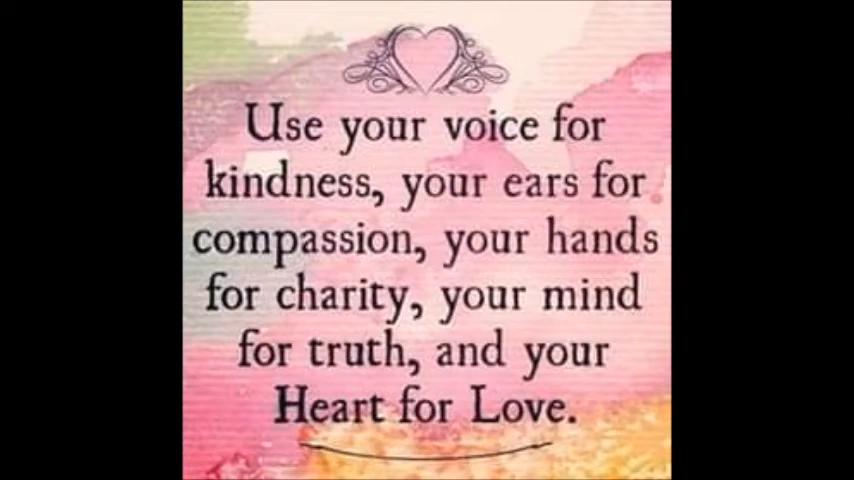 Use your voice for
kindness, your ears for
compassion, your hands
for charity, your mind
for truth, and your
Heart for Love.